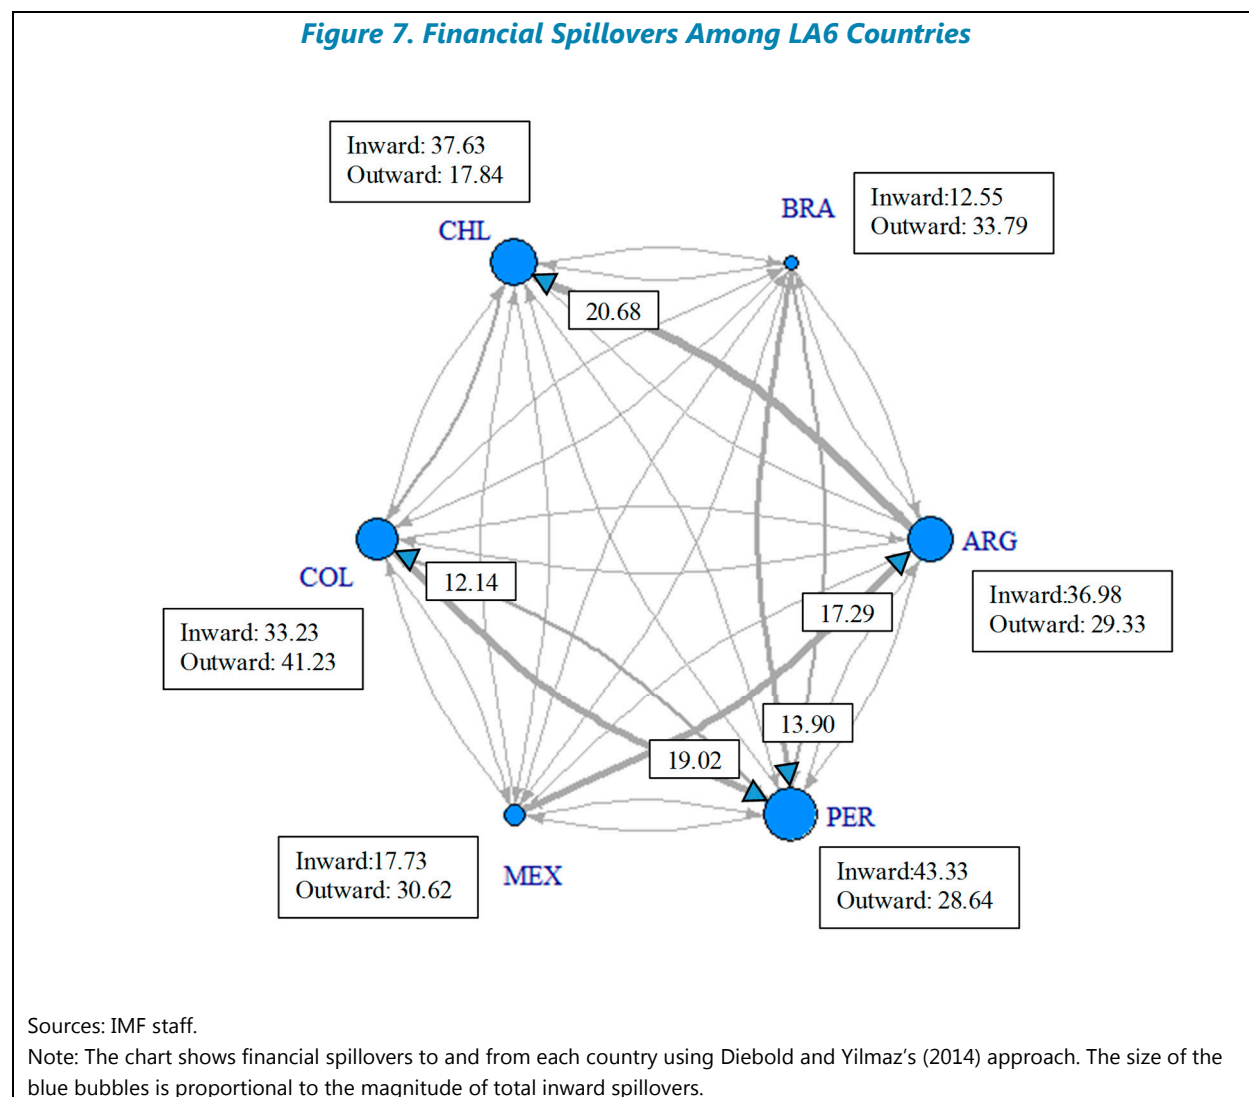 Figure 7. Financial Spillovers Among LA6 Countries
Inward: 37.63
Outward: 17.84
CHL
BRA
Inward:12.55
Outward: 33.79
20.68
COL
12.14
ARG
17.29
Inward:36.98
Outward: 29.33
Inward: 33.23
Outward: 41.23
13.90
19.02
PER
MEX
Inward:17.73
Outward: 30.62
Inward:43.33
Outward: 28.64
Sources: IMF staff.
Note: The chart shows financial spillovers to and from each country using Diebold and Yilmaz’s (2014) approach. The size of the
blue bubbles is proportional to the magnitude of total inward spillovers.